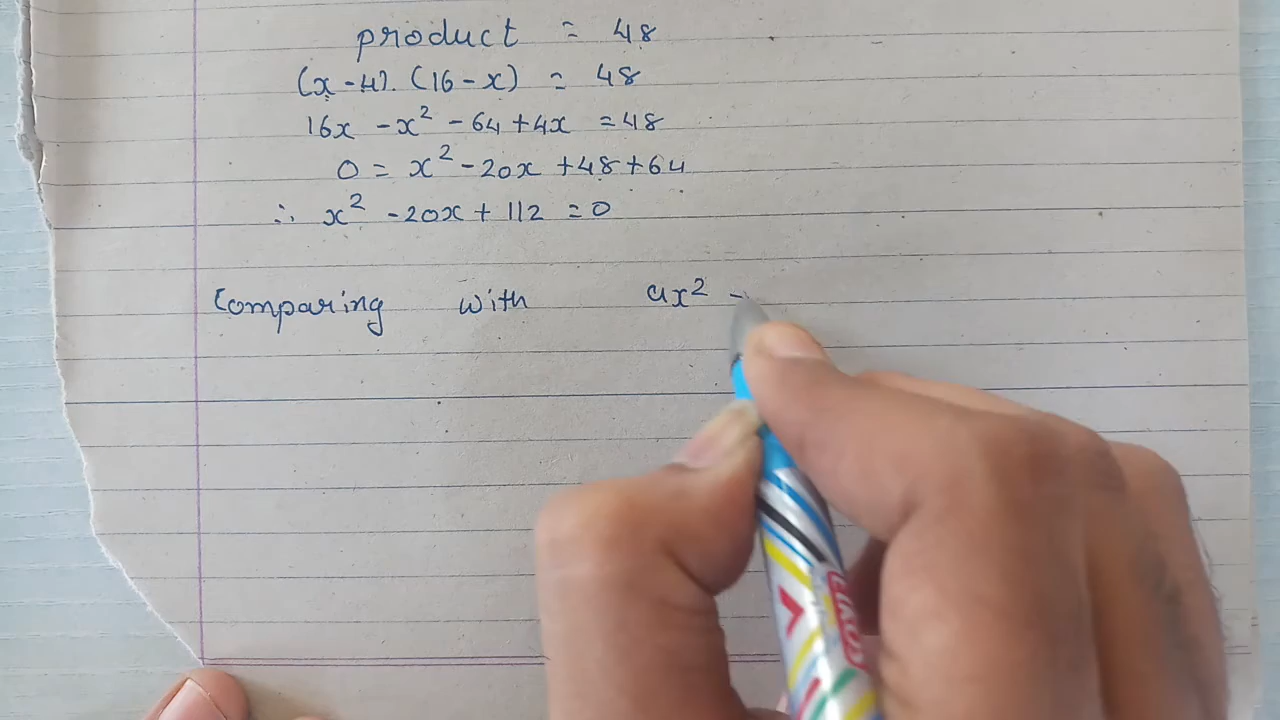 product = 48
(x-4).(16-x) = 48
16x - x² - 64 + 4x = 48
0 = x² - 20x + 48 + 64
∴ x² - 20x + 112 = 0
Comparing with ax² -